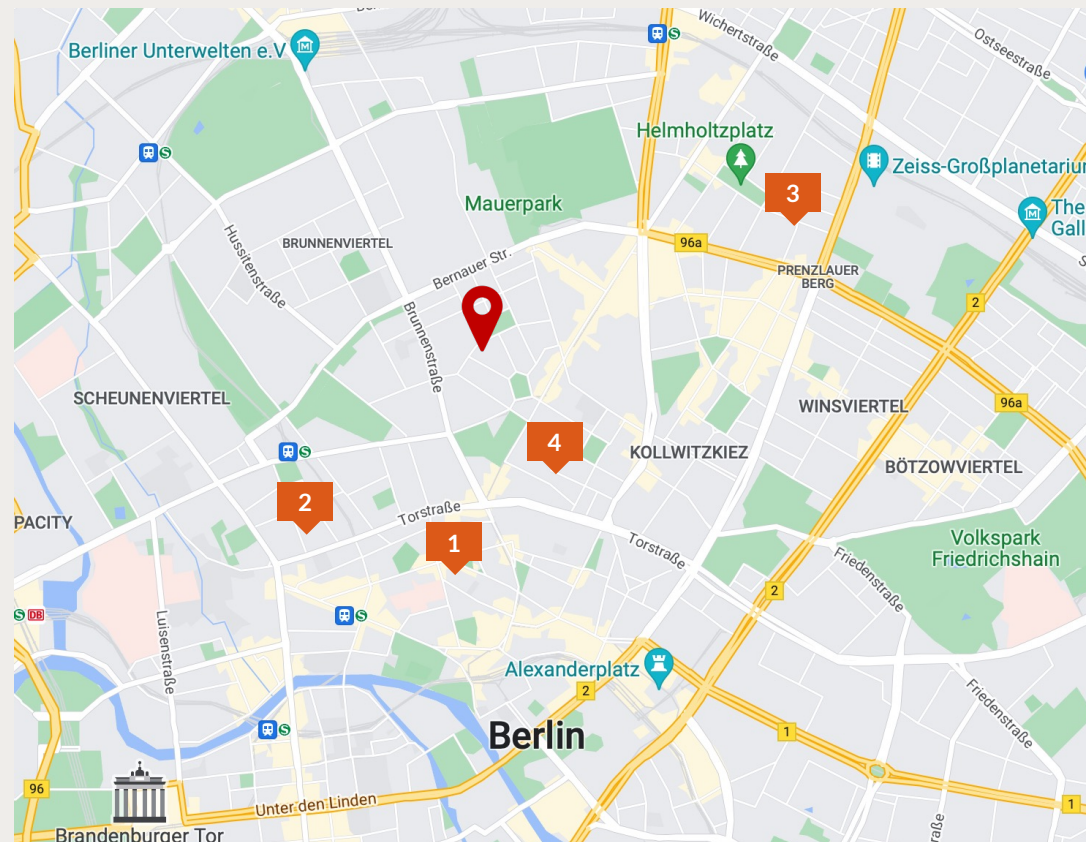 Wichertstraße
Ostseestraße
Berliner Unterwelten e.V
Helmholtzplatz
Zeiss-Großplanetarium
3
Mauerpark
The
Gall
Hussitenstraße
BRUNNENVIERTEL
Bernauer Str.
96a
PRENZLAUER
BERG
2
Brunnenstraße
SCHEUNENVIERTEL
WINSVIERTEL
96a
4
KOLLWITZKIEZ
BÖTZOWVIERTEL
2
Torstraße
PACITY
1
Torstraße
Volkspark
Friedrichshain
Friedenstraße
2
S DB
Luisenstraße
Alexanderplatz
2
Friedenstraße
Berlin
1
96
Unter den Linden
1
Brandenburger Tor
raße